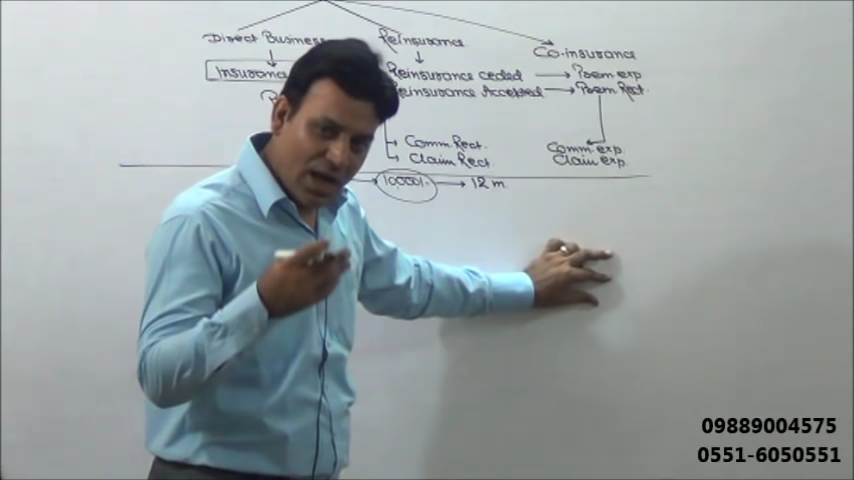 Direct Business Reinsurance Co-insurance
Insurance Reinsurance ceded → Prem exp
Reinsurance Accepted → Prem Rect.
Comm Rect. Comm. exp.
Claim Rect. Claim exp.
10000/- → 12 m
09889004575
0551-6050551